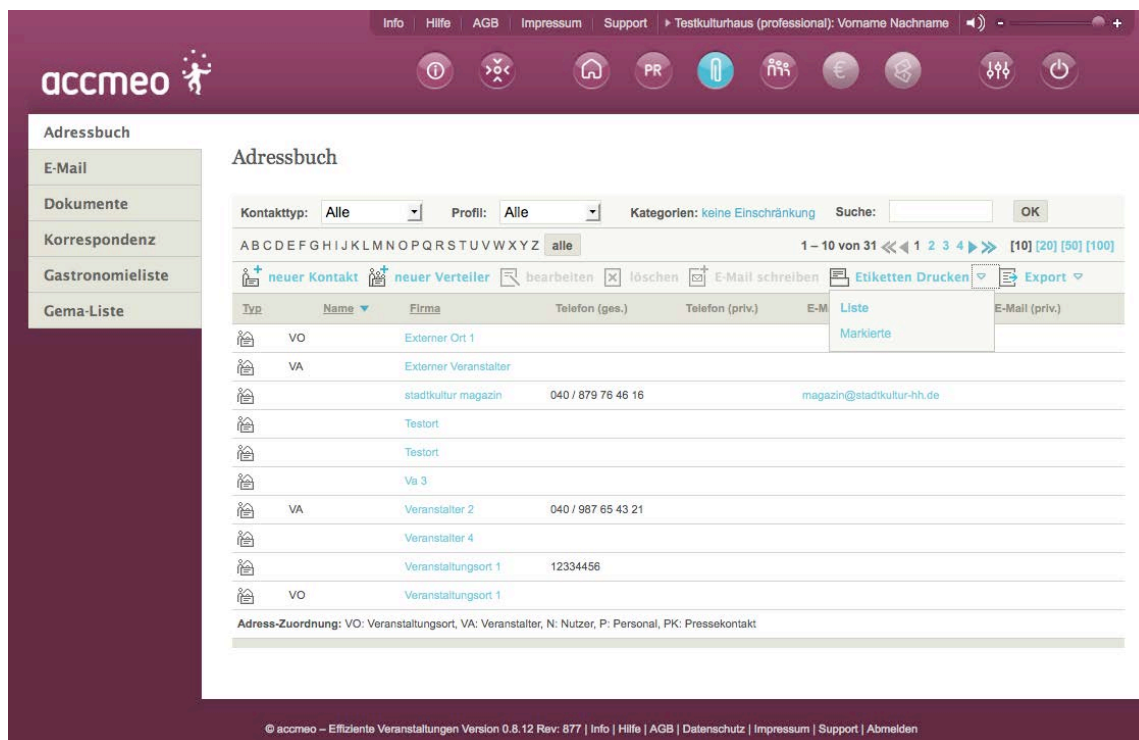 Info Hilfe AGB Impressum Support Testkulturhaus (professional): Vorname Nachname - +
accmeo PR €
Adressbuch
E-Mail
Dokumente
Korrespondenz
Gastronomieliste
Gema-Liste
Adressbuch
Kontakttyp: Alle Profil: Alle Kategorien: keine Einschränkung Suche: OK
A B C D E F G H I J K L M N O P Q R S T U V W X Y Z alle 1 – 10 von 31 1 2 3 4 [10] [20] [50] [100]
neuer Kontakt neuer Verteiler bearbeiten löschen E-Mail schreiben Etiketten Drucken Export
Typ Name Firma Telefon (ges.) Telefon (priv.) E-M E-Mail (priv.)
Liste
Markierte
VO Externer Ort 1
VA Externer Veranstalter
stadtkultur magazin 040 / 879 76 46 16 magazin@stadtkultur-hh.de
Testort
Testort
Va 3
VA Veranstalter 2 040 / 987 65 43 21
Veranstalter 4
Veranstaltungsort 1 12334456
VO Veranstaltungsort 1
Adress-Zuordnung: VO: Veranstaltungsort, VA: Veranstalter, N: Nutzer, P: Personal, PK: Pressekontakt
© accmeo – Effiziente Veranstaltungen Version 0.8.12 Rev: 877 | Info | Hilfe | AGB | Datenschutz | Impressum | Support | Abmelden